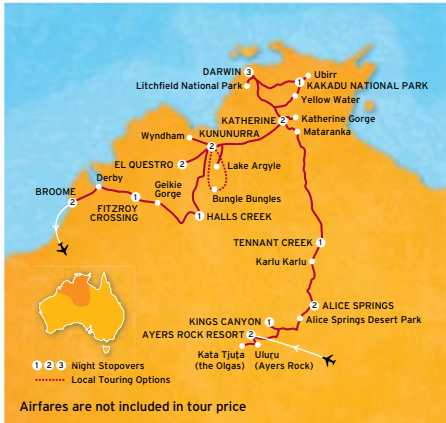 DARWIN 3
Ubirr
Litchfield National Park
1 KAKADU NATIONAL PARK
Yellow Water
KATHERINE 2
Katherine Gorge
Mataranka
Wyndham
KUNUNURRA
2
EL QUESTRO 2
Lake Argyle
Derby
Geikie
Gorge
Bungle Bungles
BROOME
2
FITZROY
CROSSING
1
1 HALLS CREEK
TENNANT CREEK 1
Karlu Karlu
2 ALICE SPRINGS
Alice Springs Desert Park
KINGS CANYON 1
AYERS ROCK RESORT 2
Kata Tjuṯa
(the Olgas)
Uluṟu
(Ayers Rock)
1 2 3 Night Stopovers
Local Touring Options
Airfares are not included in tour price